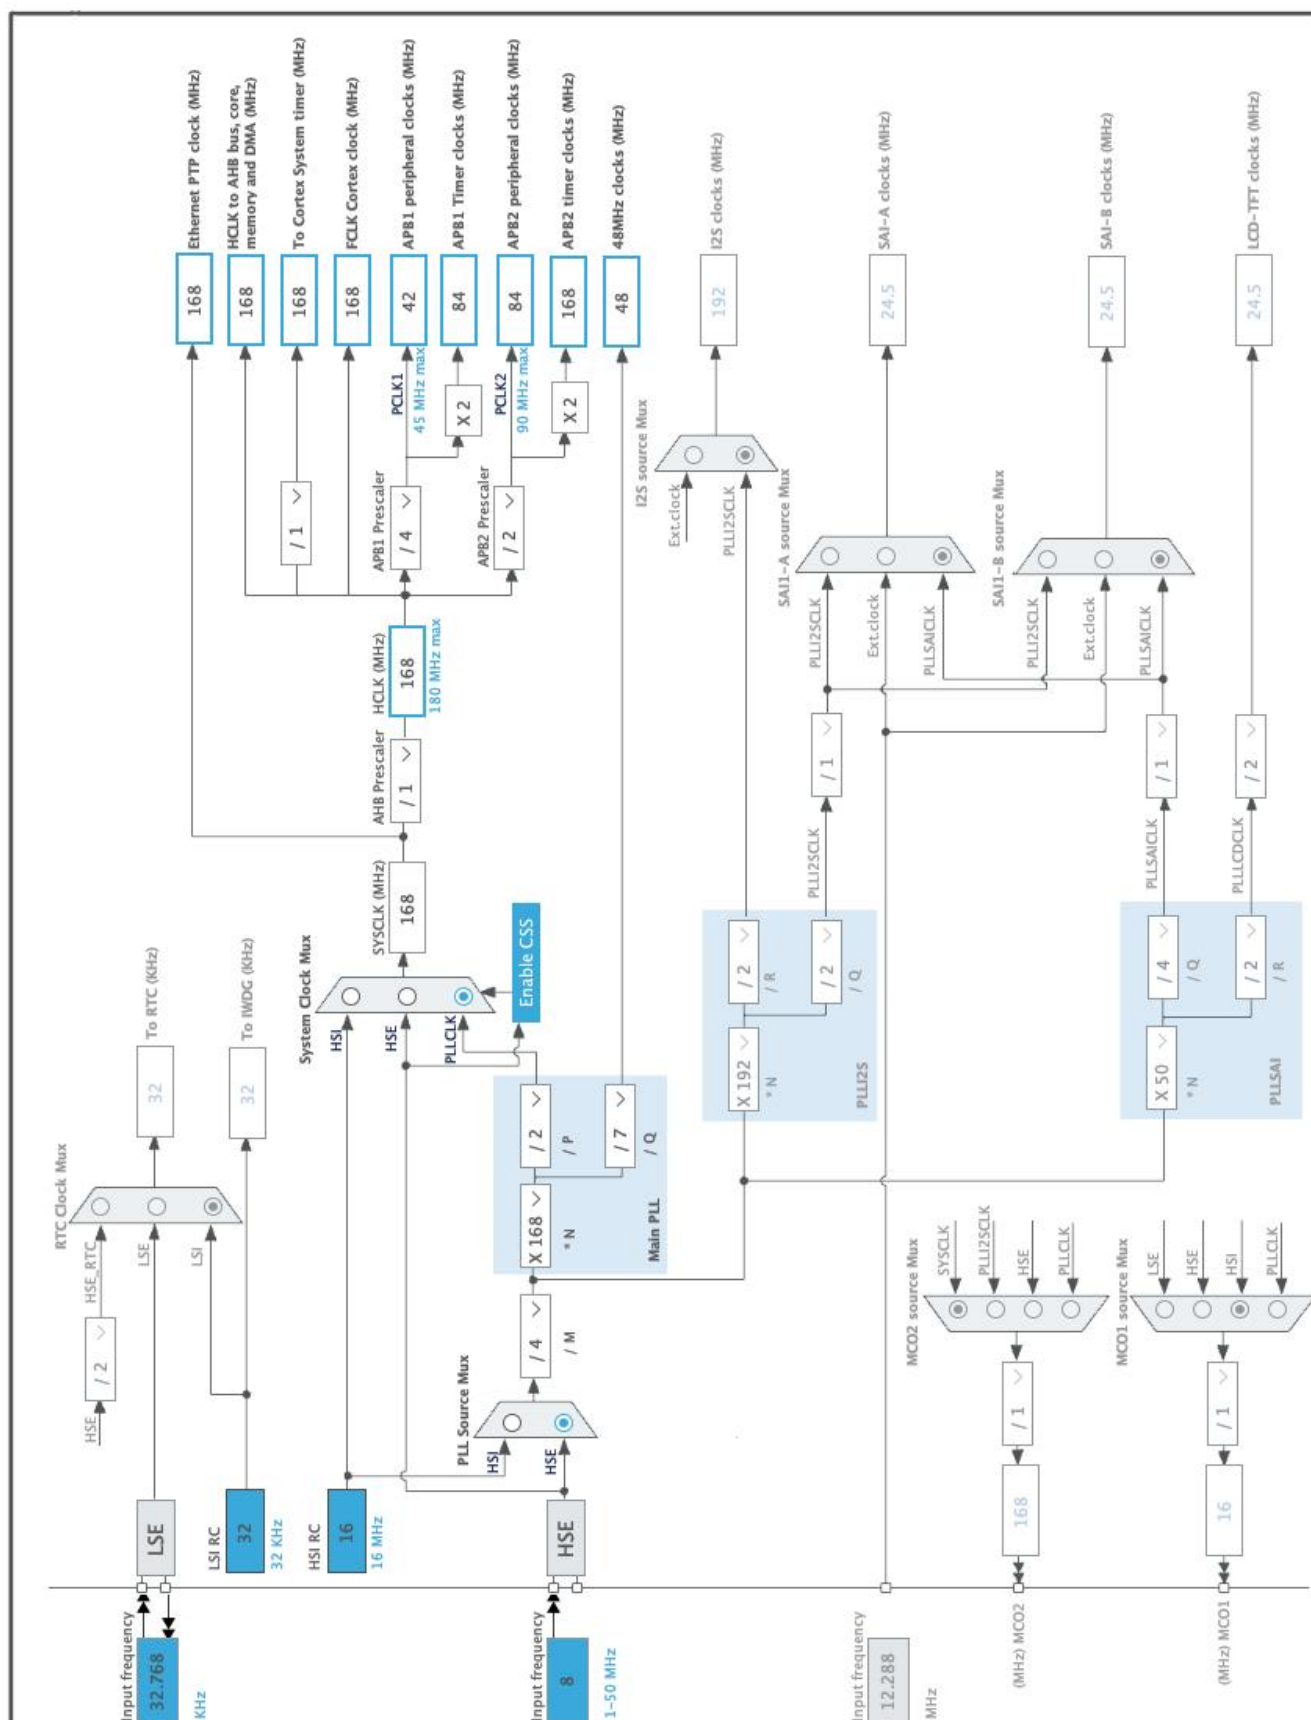 Input frequency
32.768
KHz
LSE
HSE
/ 2
HSE_RTC
LSE
LSI
RTC Clock Mux
32
To RTC (KHz)
LSI RC
32
32 KHz
32
To IWDG (KHz)
HSI RC
16
16 MHz
Input frequency
8
1-50 MHz
HSE
PLL Source Mux
HSI
HSE
/ 4
/ M
X 168
* N
/ 2
/ P
/ 7
/ Q
Main PLL
System Clock Mux
HSI
HSE
PLLCLK
Enable CSS
SYSCLK (MHz)
168
AHB Prescaler
/ 1
HCLK (MHz)
168
180 MHz max
/ 1
APB1 Prescaler
/ 4
PCLK1
45 MHz max
X 2
APB2 Prescaler
/ 2
PCLK2
90 MHz max
X 2
168
Ethernet PTP clock (MHz)
168
HCLK to AHB bus, core,
memory and DMA (MHz)
168
To Cortex System timer (MHz)
168
FCLK Cortex clock (MHz)
42
APB1 peripheral clocks (MHz)
84
APB1 Timer clocks (MHz)
84
APB2 peripheral clocks (MHz)
168
APB2 timer clocks (MHz)
48
48MHz clocks (MHz)
X 192
* N
/ 2
/ R
/ 2
/ Q
PLLI2S
PLLI2SCLK
/ 1
I2S source Mux
Ext.clock
PLLI2SCLK
192
I2S clocks (MHz)
SAI1-A source Mux
PLLI2SCLK
Ext.clock
PLLSAICLK
24.5
SAI-A clocks (MHz)
SAI1-B source Mux
PLLI2SCLK
Ext.clock
PLLSAICLK
24.5
SAI-B clocks (MHz)
X 50
* N
/ 4
/ Q
/ 2
/ R
PLLSAI
PLLSAICLK
/ 1
PLLLCDCLK
/ 2
24.5
LCD-TFT clocks (MHz)
Input frequency
12.288
MHz
MCO2 source Mux
SYSCLK
PLLI2SCLK
HSE
PLLCLK
/ 1
168
(MHz) MCO2
MCO1 source Mux
LSE
HSE
HSI
PLLCLK
/ 1
16
(MHz) MCO1